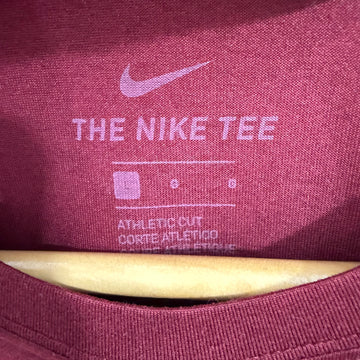 THE NIKE TEE
L G G
ATHLETIC CUT
CORTE ATLÉTICO